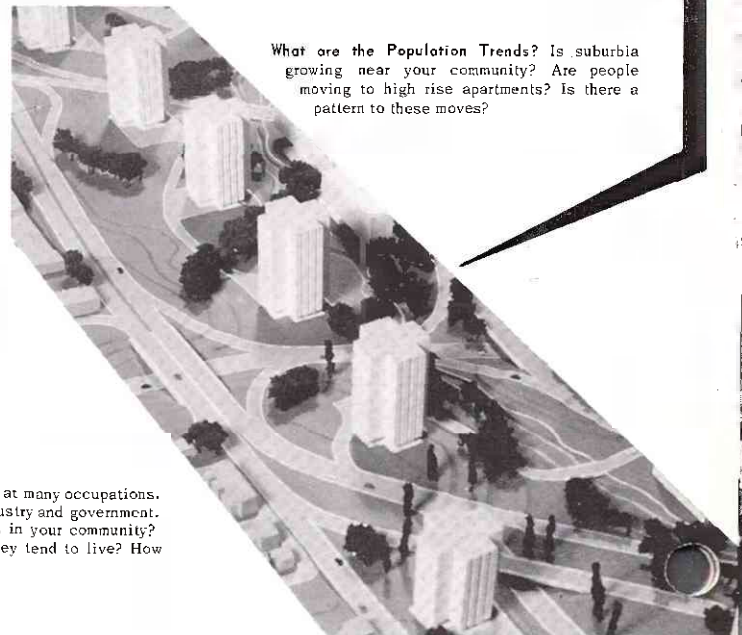 What are the Population Trends? Is suburbia
growing near your community? Are people
moving to high rise apartments? Is there a
pattern to these moves?
at many occupations.
ustry and government.
in your community?
ey tend to live? How